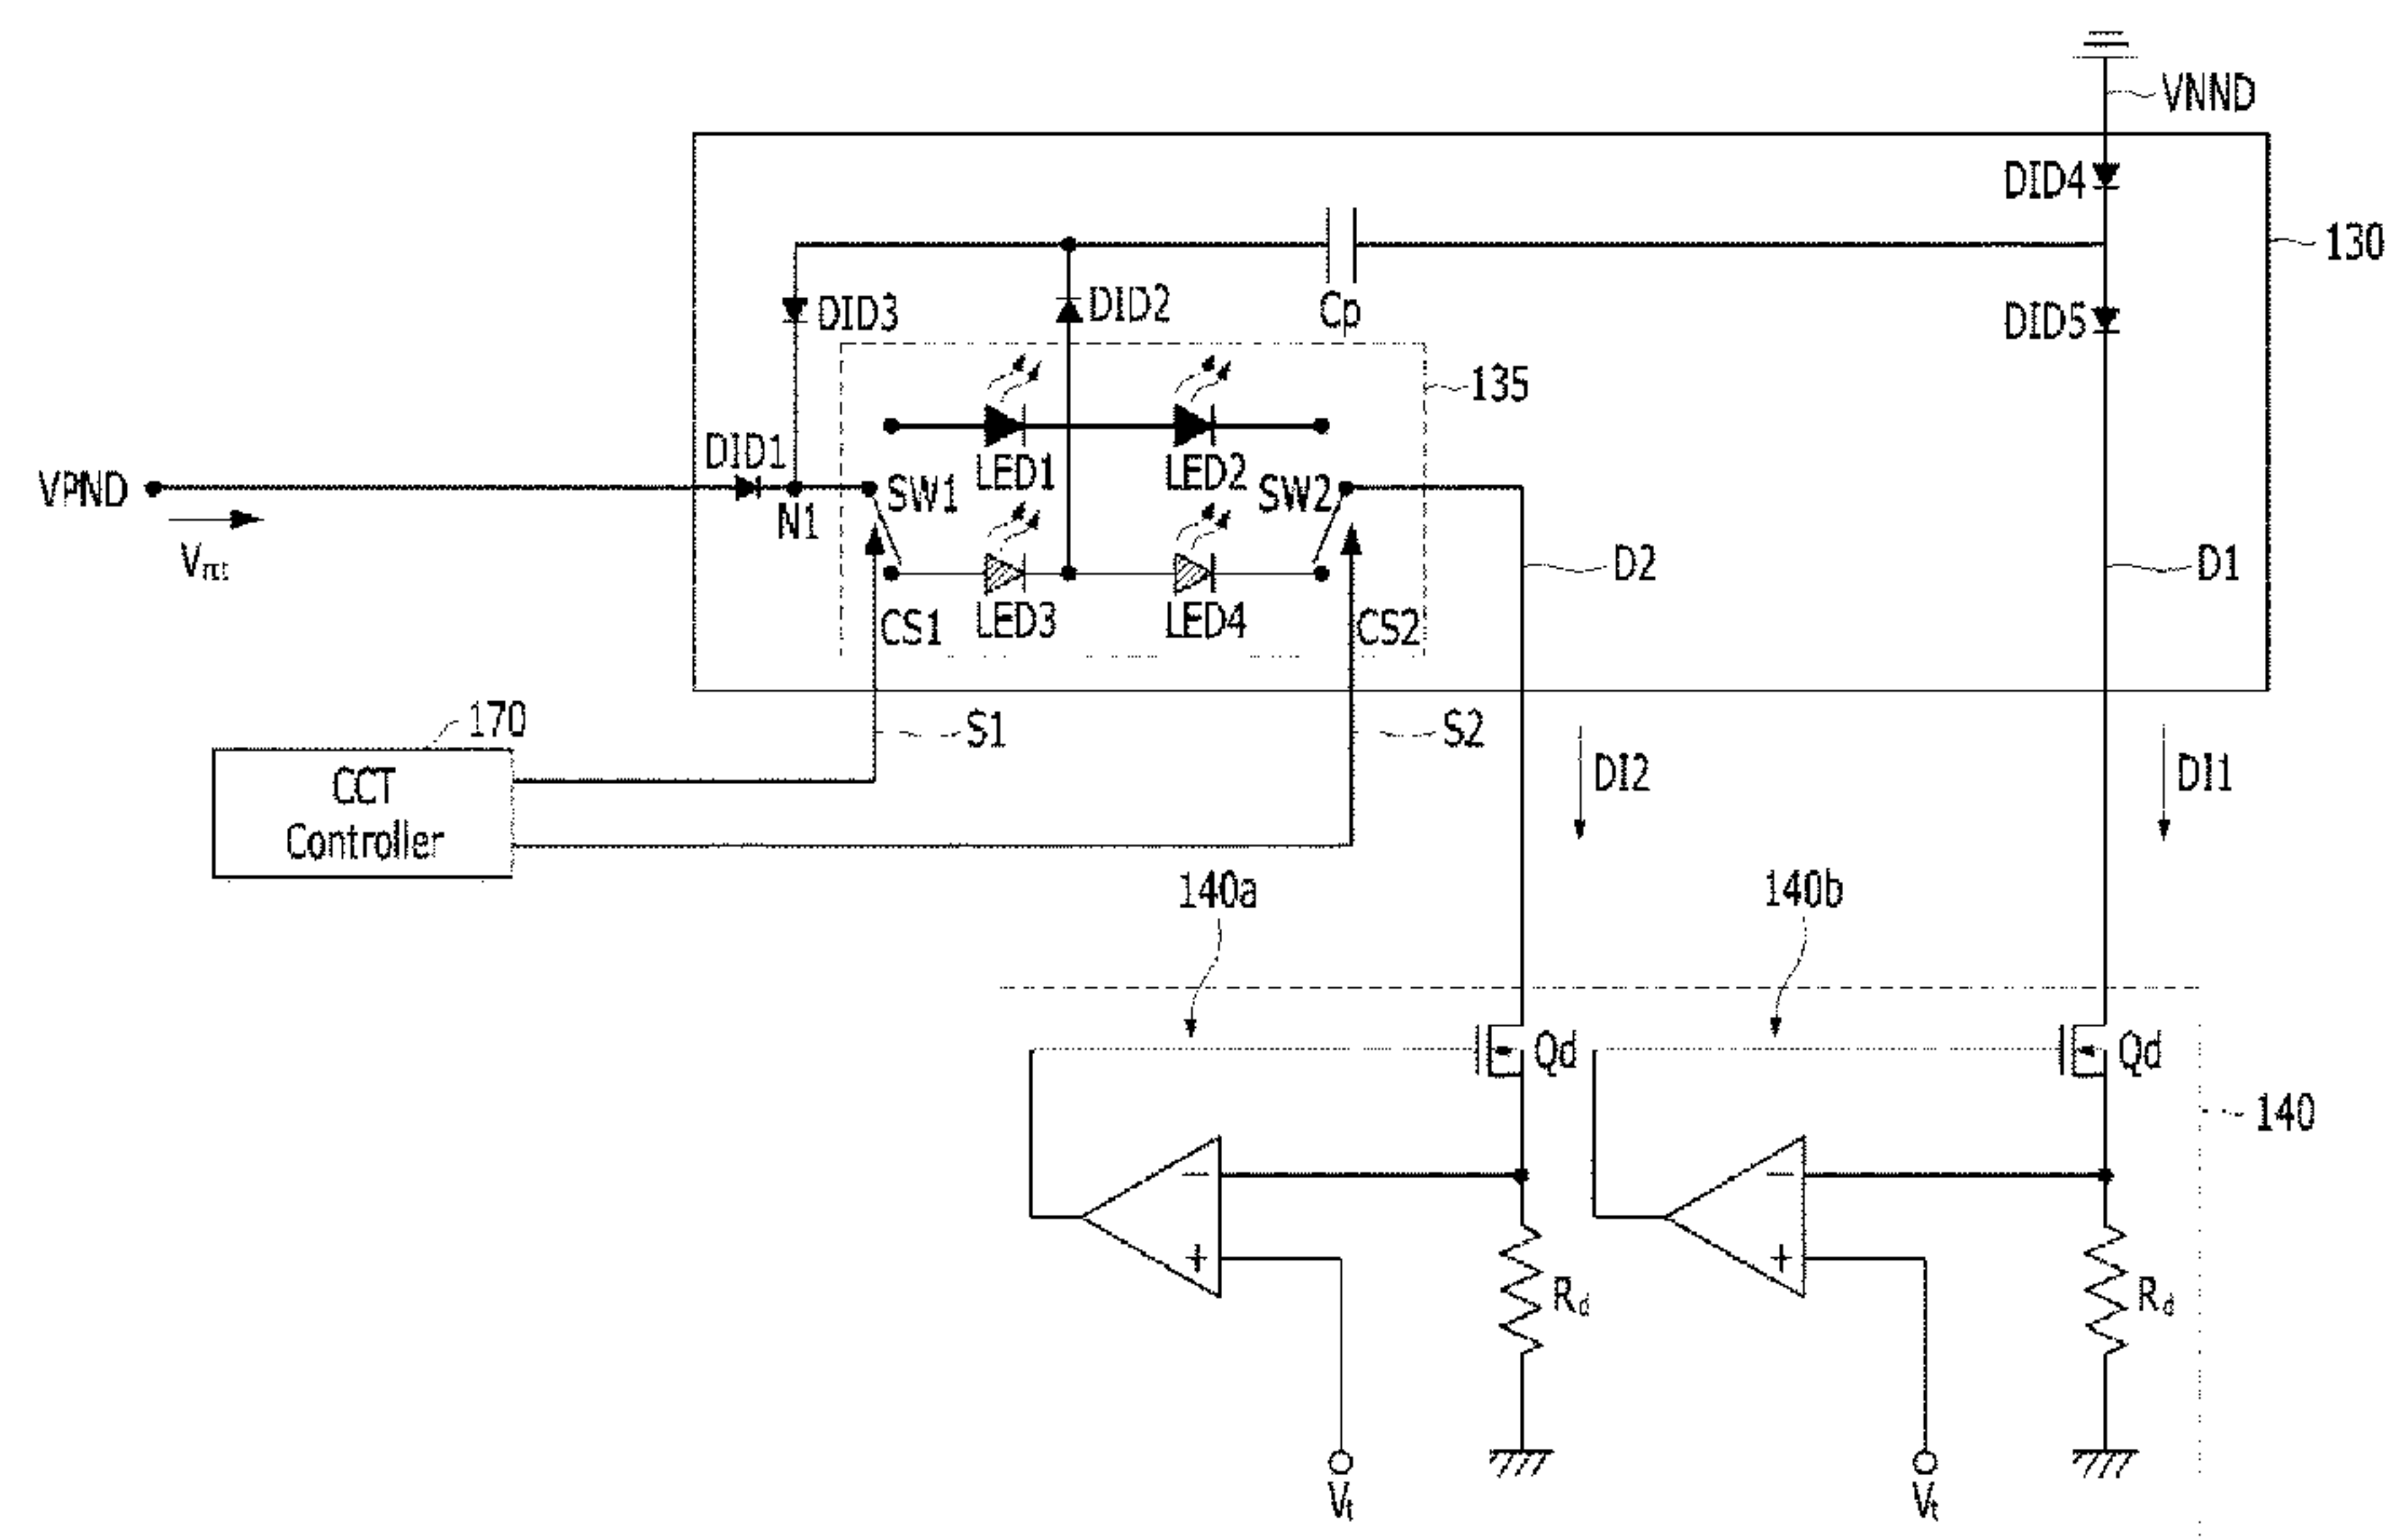 VNND
DID4
130
DID3
DID2
Cp
DID5
135
DID1
LED1
LED2
VPND
SW1
SW2
N1
D2
D1
CS1
LED3
LED4
CS2
170
S1
S2
CCT
Controller
DI2
DI1
140a
140b
Qd
Qd
140
−
−
+
+
Rd
Rd
Vt
Vt